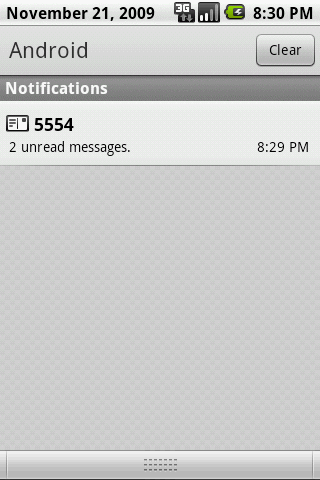 November 21, 2009 3G 8:30 PM
Android Clear
Notifications
5554
2 unread messages. 8:29 PM